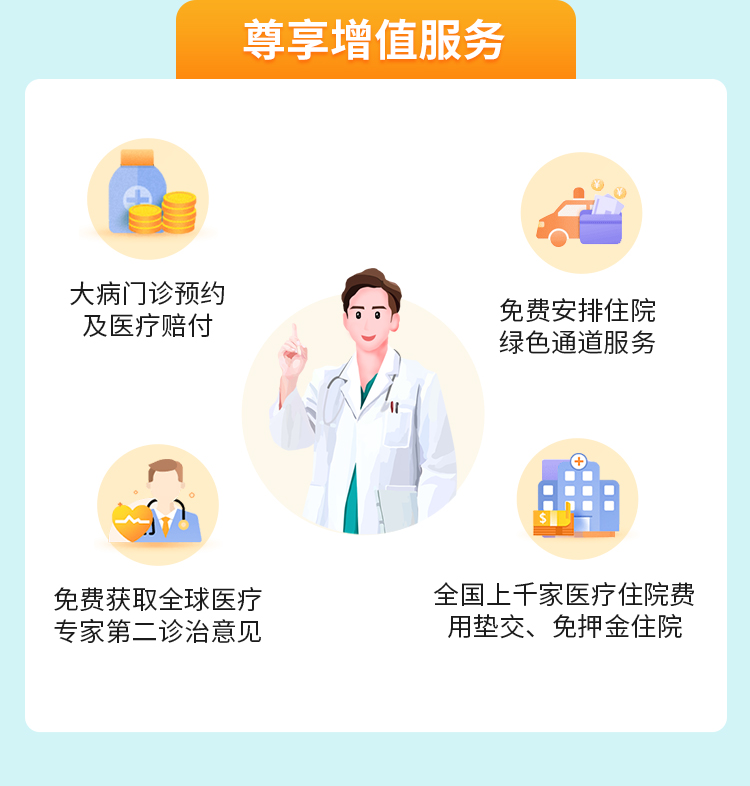 尊享增值服务
大病门诊预约
及医疗赔付
免费安排住院
绿色通道服务
免费获取全球医疗
专家第二诊治意见
全国上千家医疗住院费
用垫交、免押金住院